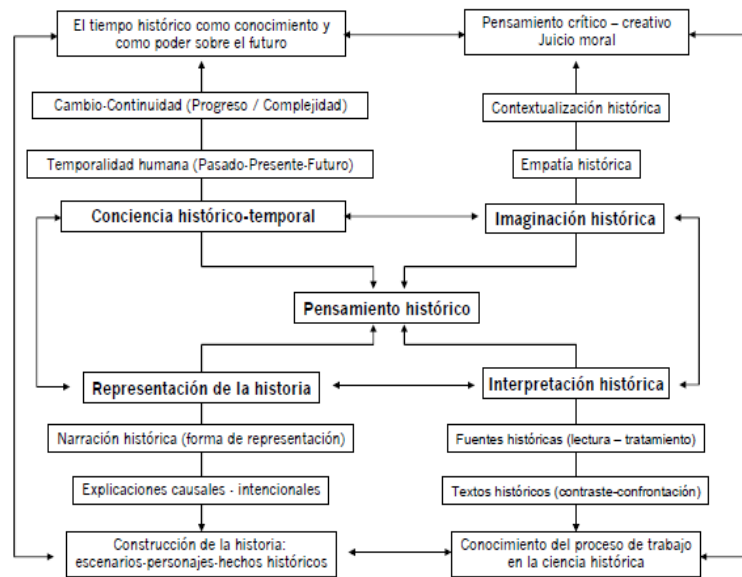 El tiempo histórico como conocimiento y
como poder sobre el futuro
Pensamiento crítico – creativo
Juicio moral
Cambio-Continuidad (Progreso / Complejidad)
Contextualización histórica
Temporalidad humana (Pasado-Presente-Futuro)
Empatía histórica
Conciencia histórico-temporal
Imaginación histórica
Pensamiento histórico
Representación de la historia
Interpretación histórica
Narración histórica (forma de representación)
Fuentes históricas (lectura – tratamiento)
Explicaciones causales - intencionales
Textos históricos (contraste-confrontación)
Construcción de la historia:
escenarios-personajes-hechos históricos
Conocimiento del proceso de trabajo
en la ciencia histórica